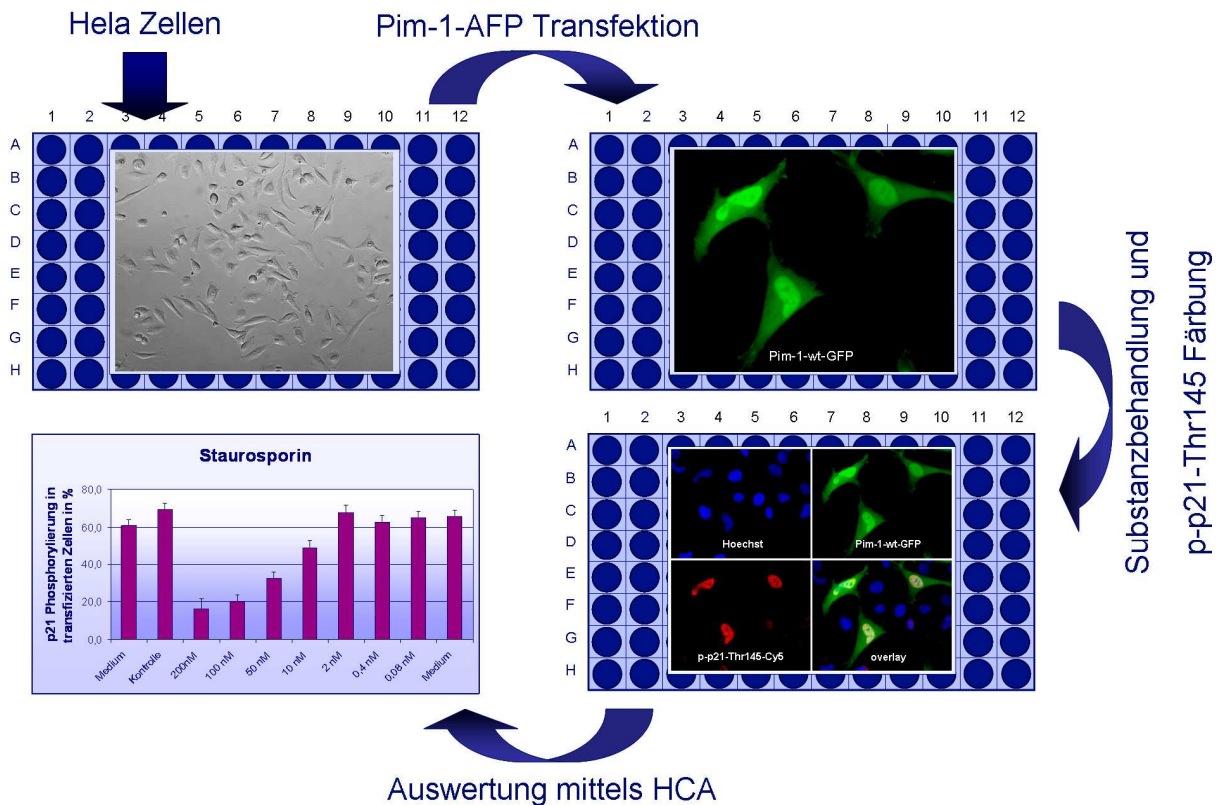 Hela Zellen
Pim-1-AFP Transfektion
1 2 3 4 5 6 7 8 9 10 11 12
A
B
C
D
E
F
G
H
1 2 3 4 5 6 7 8 9 10 11 12
A
B
C
D
E
F
G
H
Pim-1-wt-GFP
Substanzbehandlung und
p-p21-Thr145 Färbung
1 2 3 4 5 6 7 8 9 10 11 12
A
B
C
D
E
F
G
H
Hoechst
Pim-1-wt-GFP
p-p21-Thr145-Cy5
overlay
Staurosporin
p21 Phosphorylierung in
transfizierten Zellen in %
80,0
60,0
40,0
20,0
0,0
Medium
Kontrolle
200nM
100 nM
50 nM
10 nM
2 nM
0,4 nM
0,08 nM
Medium
Auswertung mittels HCA